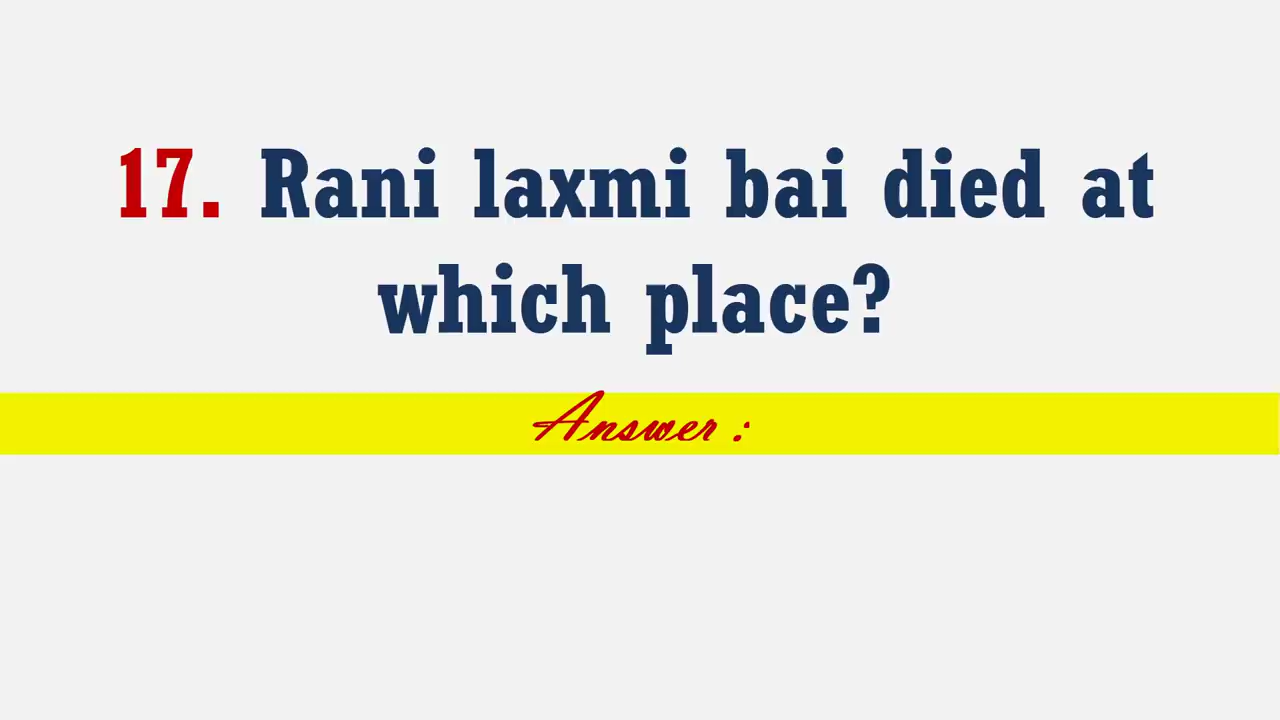 17. Rani laxmi bai died at
which place?
Answer :